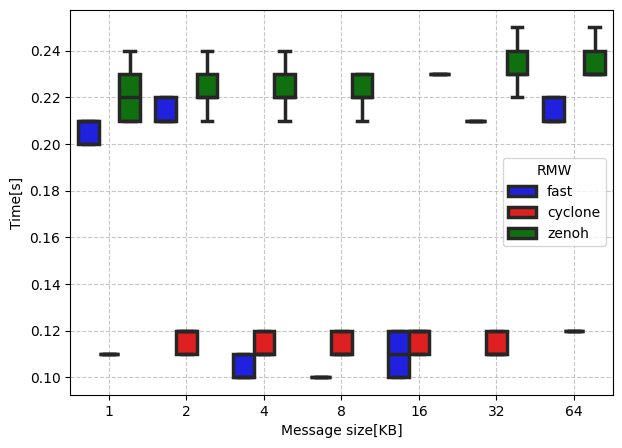 0.24
0.22
0.20
0.18
0.16
0.14
0.12
0.10
Time[s]
RMW
fast
cyclone
zenoh
1 2 4 8 16 32 64
Message size[KB]